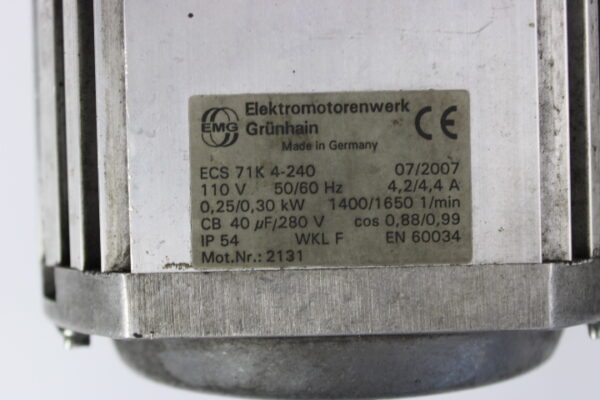 EMG Elektromotorenwerk
Grünhain CE
Made in Germany
ECS 71K 4-240 07/2007
110 V 50/60 Hz 4,2/4,4 A
0,25/0,30 kW 1400/1650 1/min
CB 40 µF/280 V cos 0,88/0,99
IP 54 WKL F EN 60034
Mot.Nr.: 2131